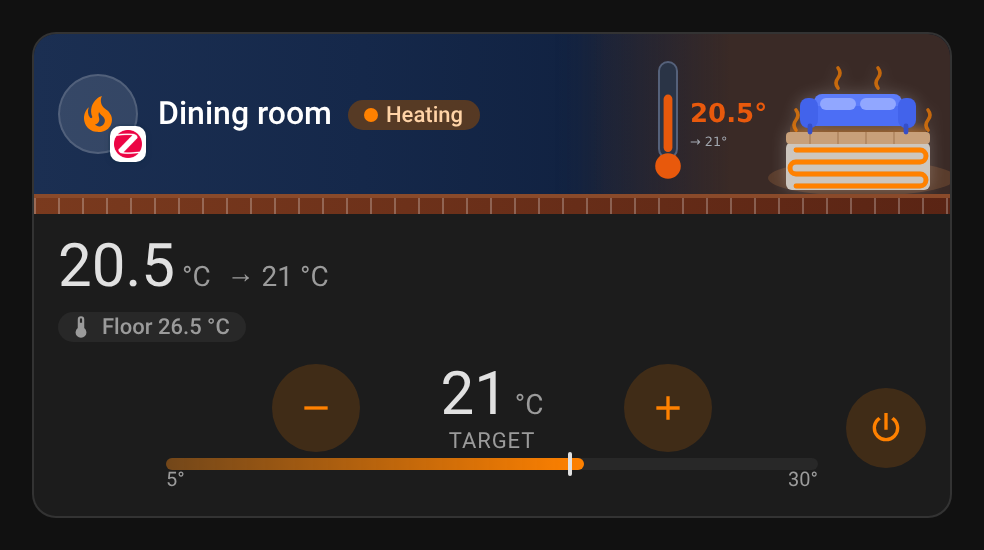 Dining room
Heating
20.5°
→ 21°
20.5 °C → 21 °C
Floor 26.5 °C
21 °C
TARGET
5° 30°